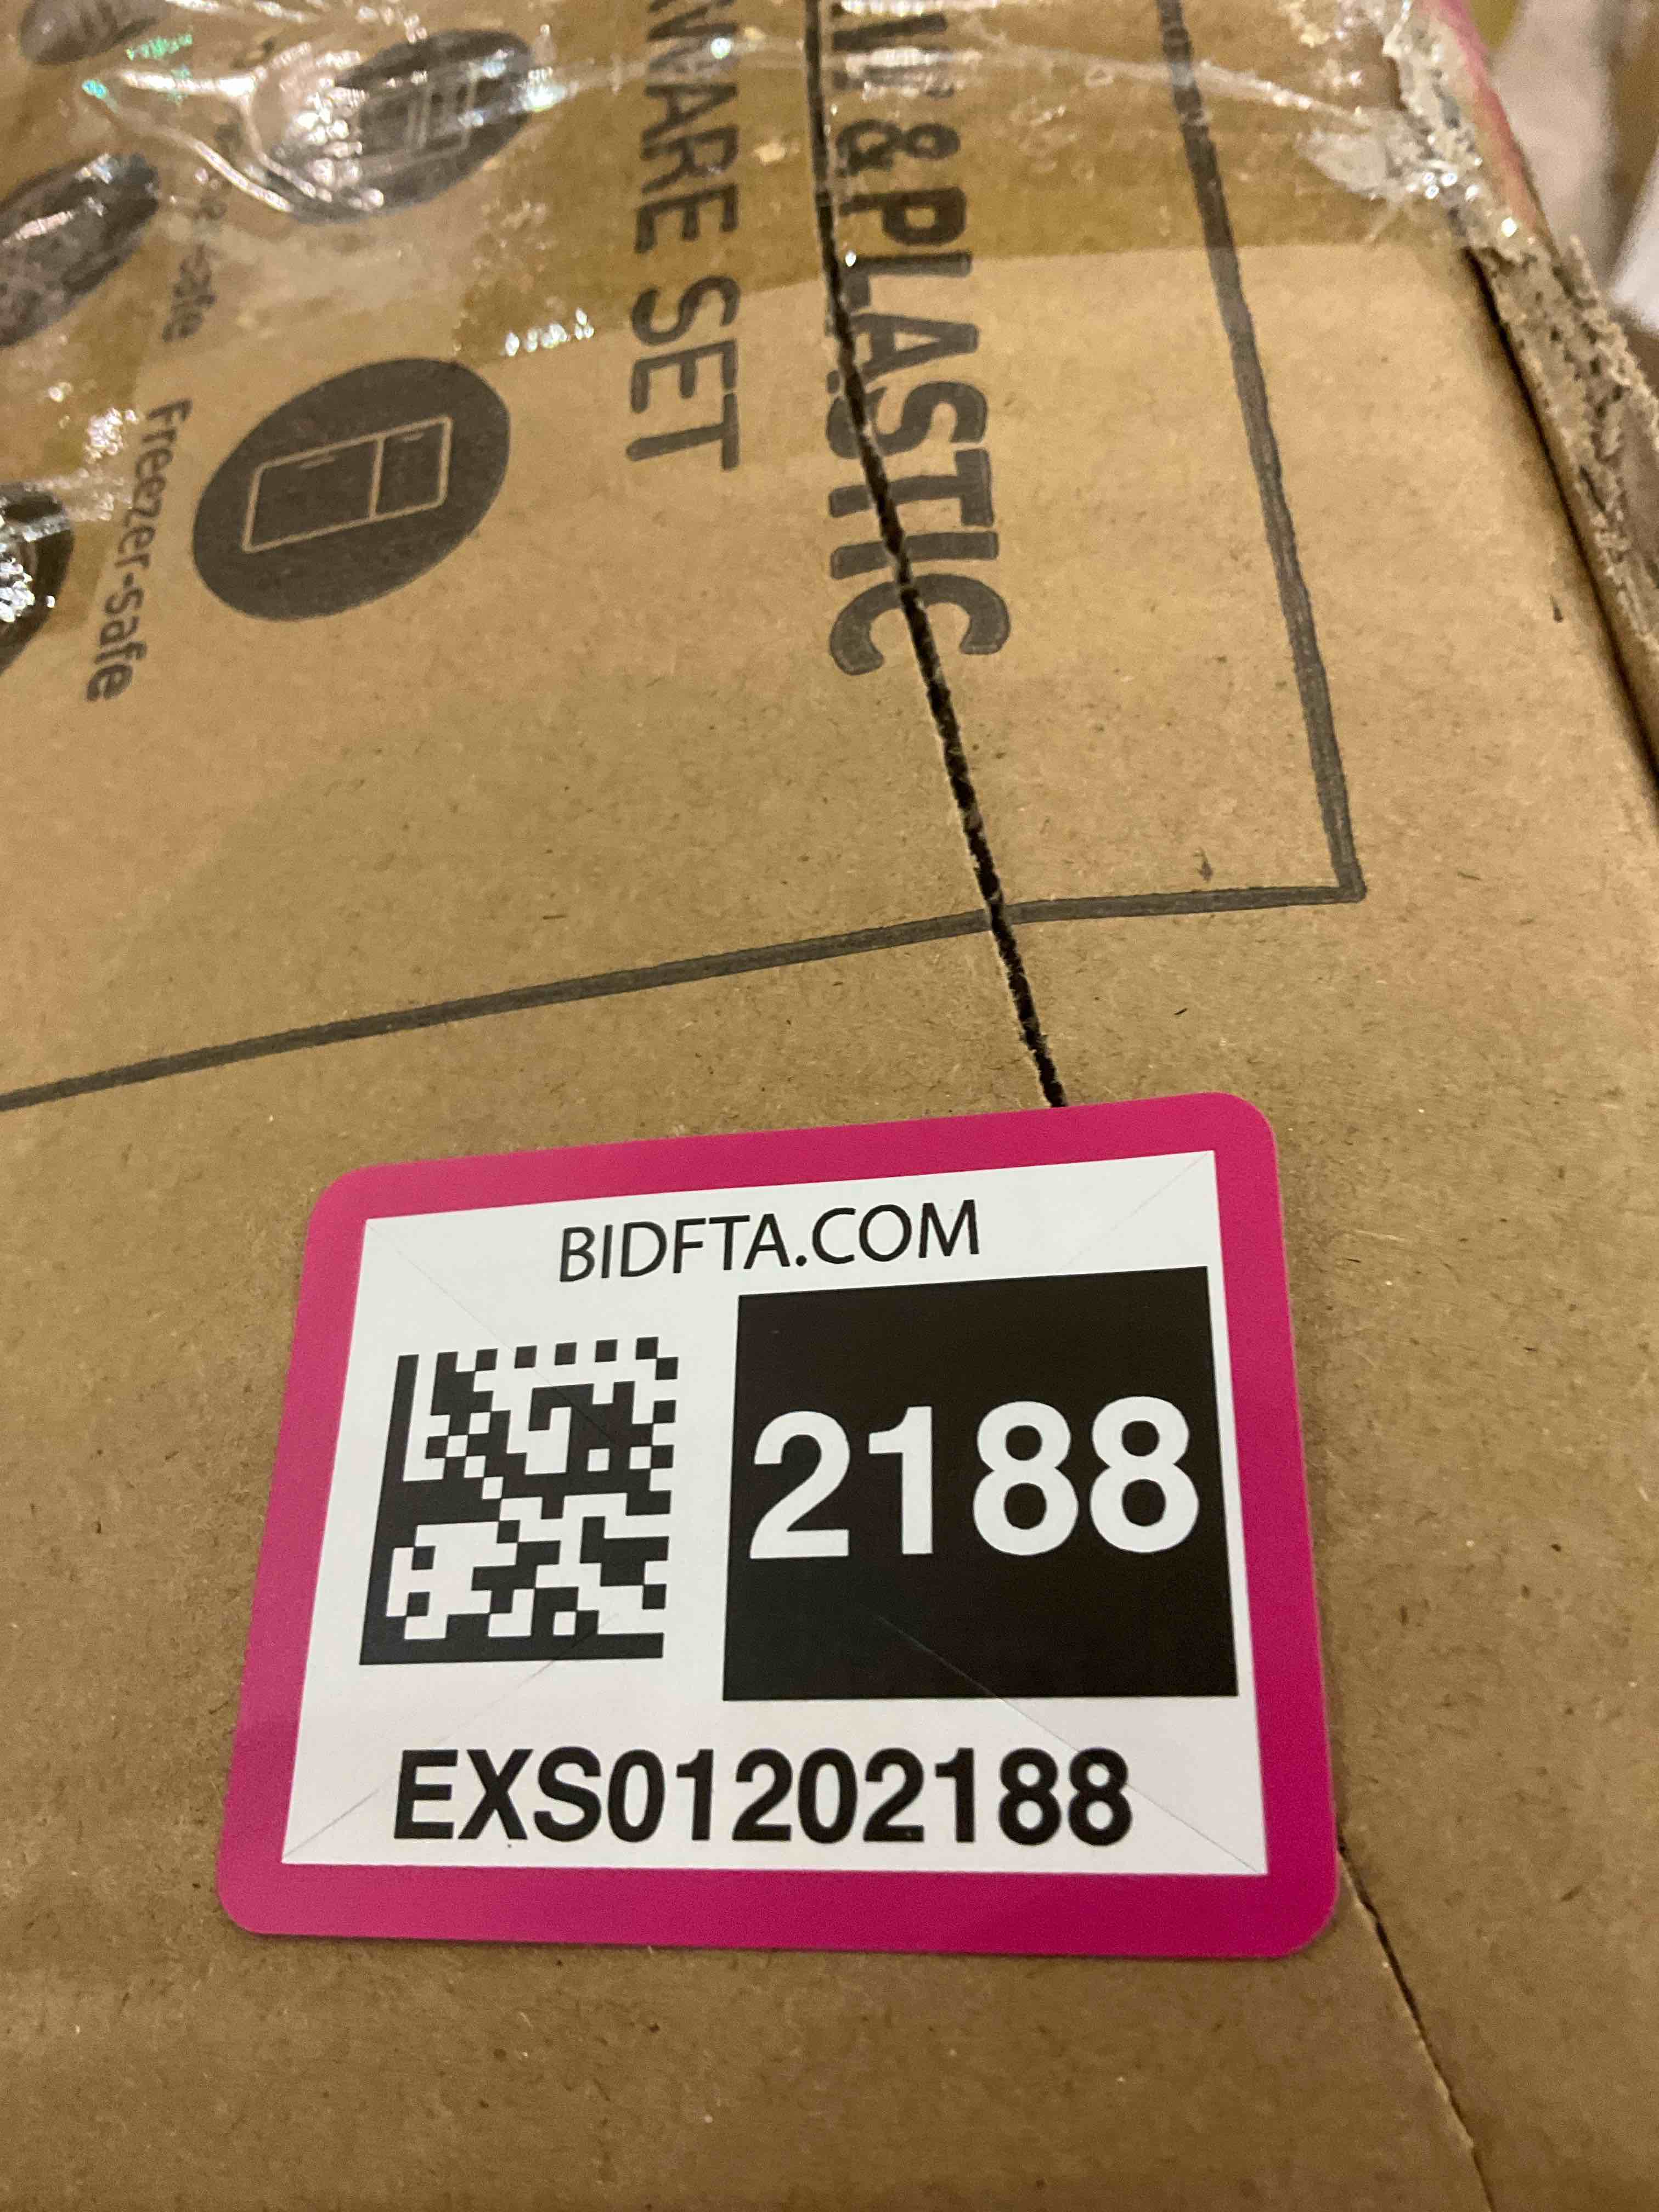 & PLASTIC
WARE SET
Freezer-safe
BIDFTA.COM
2188
EXS01202188